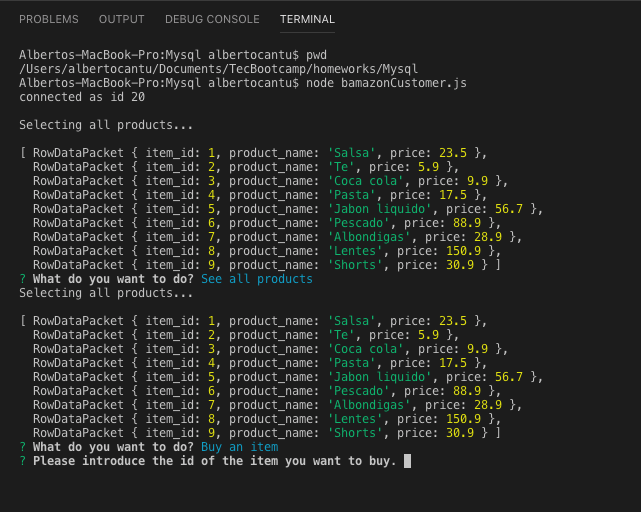 PROBLEMS OUTPUT DEBUG CONSOLE TERMINAL
Albertos-MacBook-Pro:Mysql albertocantu$ pwd
/Users/albertocantu/Documents/TecBootcamp/homeworks/Mysql
Albertos-MacBook-Pro:Mysql albertocantu$ node bamazonCustomer.js
connected as id 20
Selecting all products...
[ RowDataPacket { item_id: 1, product_name: 'Salsa', price: 23.5 },
RowDataPacket { item_id: 2, product_name: 'Te', price: 5.9 },
RowDataPacket { item_id: 3, product_name: 'Coca cola', price: 9.9 },
RowDataPacket { item_id: 4, product_name: 'Pasta', price: 17.5 },
RowDataPacket { item_id: 5, product_name: 'Jabon liquido', price: 56.7 },
RowDataPacket { item_id: 6, product_name: 'Pescado', price: 88.9 },
RowDataPacket { item_id: 7, product_name: 'Albondigas', price: 28.9 },
RowDataPacket { item_id: 8, product_name: 'Lentes', price: 150.9 },
RowDataPacket { item_id: 9, product_name: 'Shorts', price: 30.9 } ]
? What do you want to do? See all products
Selecting all products...
[ RowDataPacket { item_id: 1, product_name: 'Salsa', price: 23.5 },
RowDataPacket { item_id: 2, product_name: 'Te', price: 5.9 },
RowDataPacket { item_id: 3, product_name: 'Coca cola', price: 9.9 },
RowDataPacket { item_id: 4, product_name: 'Pasta', price: 17.5 },
RowDataPacket { item_id: 5, product_name: 'Jabon liquido', price: 56.7 },
RowDataPacket { item_id: 6, product_name: 'Pescado', price: 88.9 },
RowDataPacket { item_id: 7, product_name: 'Albondigas', price: 28.9 },
RowDataPacket { item_id: 8, product_name: 'Lentes', price: 150.9 },
RowDataPacket { item_id: 9, product_name: 'Shorts', price: 30.9 } ]
? What do you want to do? Buy an item
? Please introduce the id of the item you want to buy.